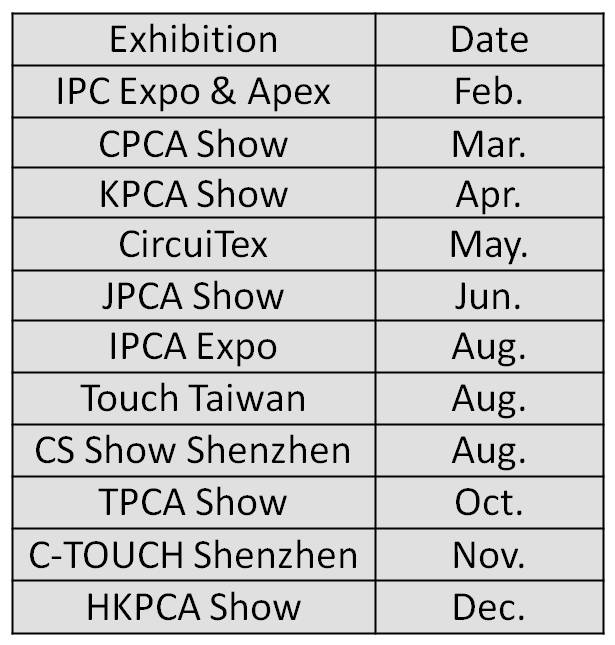 Exhibition Date
IPC Expo & Apex Feb.
CPCA Show Mar.
KPCA Show Apr.
CircuiTex May.
JPCA Show Jun.
IPCA Expo Aug.
Touch Taiwan Aug.
CS Show Shenzhen Aug.
TPCA Show Oct.
C-TOUCH Shenzhen Nov.
HKPCA Show Dec.